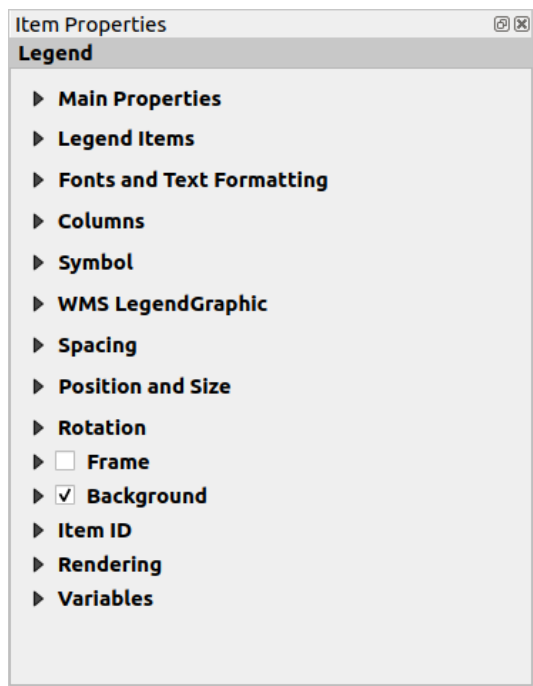 Item Properties
Legend
Main Properties
Legend Items
Fonts and Text Formatting
Columns
Symbol
WMS LegendGraphic
Spacing
Position and Size
Rotation
Frame
Background
Item ID
Rendering
Variables